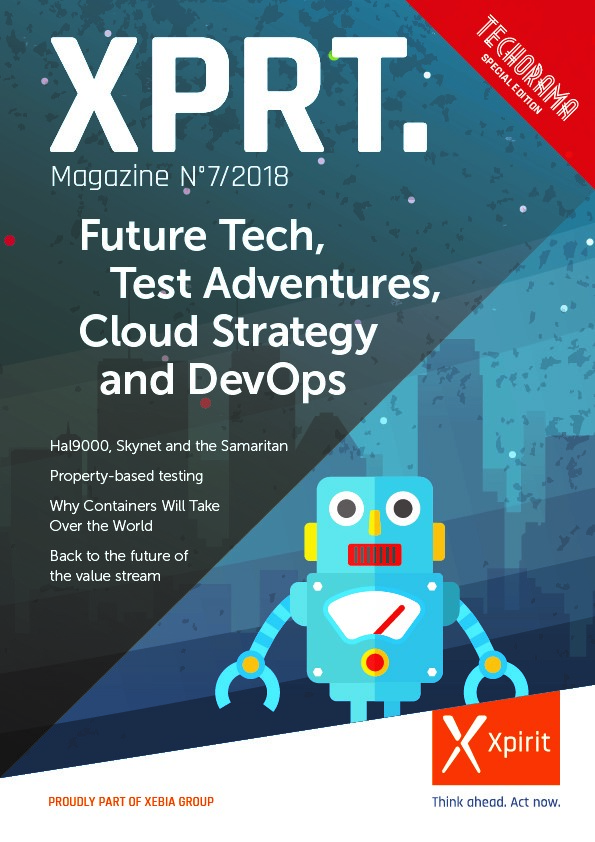 XPRT.
TECHORAMA
SPECIAL EDITION
Magazine N°7/2018
Future Tech,
Test Adventures,
Cloud Strategy
and DevOps
Hal9000, Skynet and the Samaritan
Property-based testing
Why Containers Will Take
Over the World
Back to the future of
the value stream
X Xpirit
PROUDLY PART OF XEBIA GROUP
Think ahead. Act now.